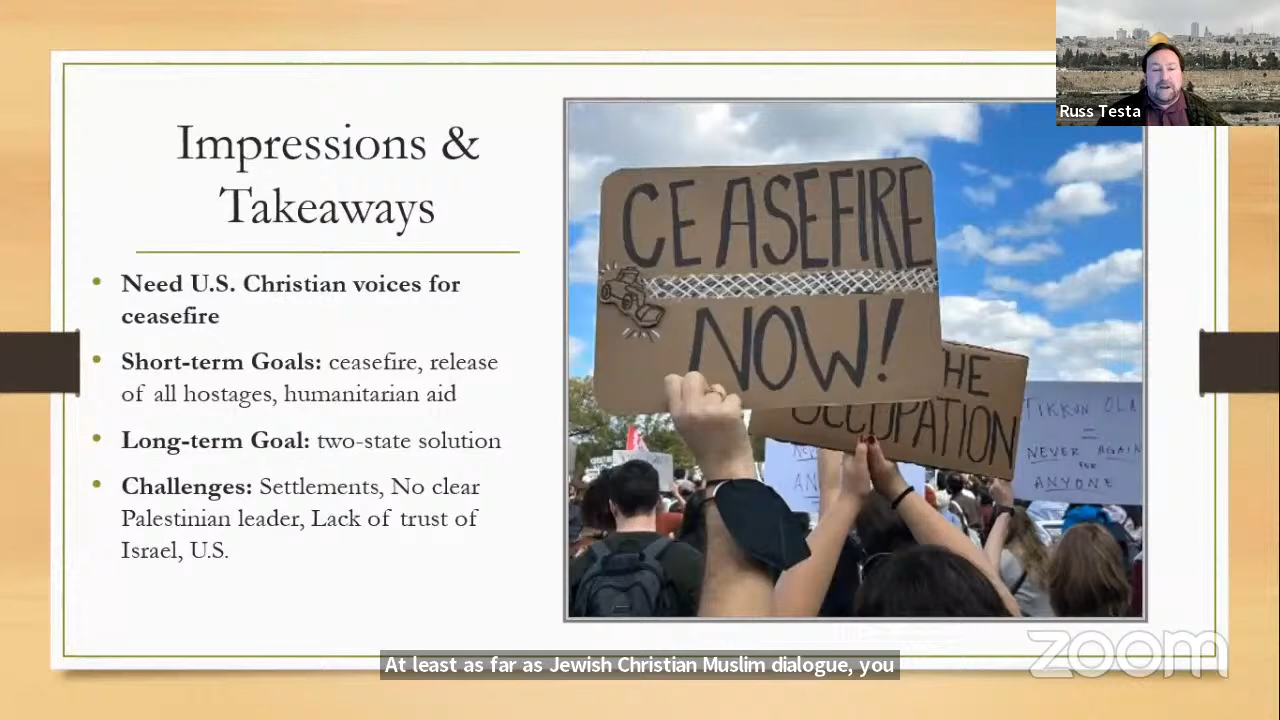 Russ Testa
Impressions &
Takeaways
• Need U.S. Christian voices for
ceasefire
• Short-term Goals: ceasefire, release
of all hostages, humanitarian aid
• Long-term Goal: two-state solution
• Challenges: Settlements, No clear
Palestinian leader, Lack of trust of
Israel, U.S.
CEASEFIRE
NOW!
HE
OCCUPATION
TIKKUN OLA
=
NEVER AGAIN
FOR
ANYONE
AN
At least as far as Jewish Christian Muslim dialogue, you
zoom